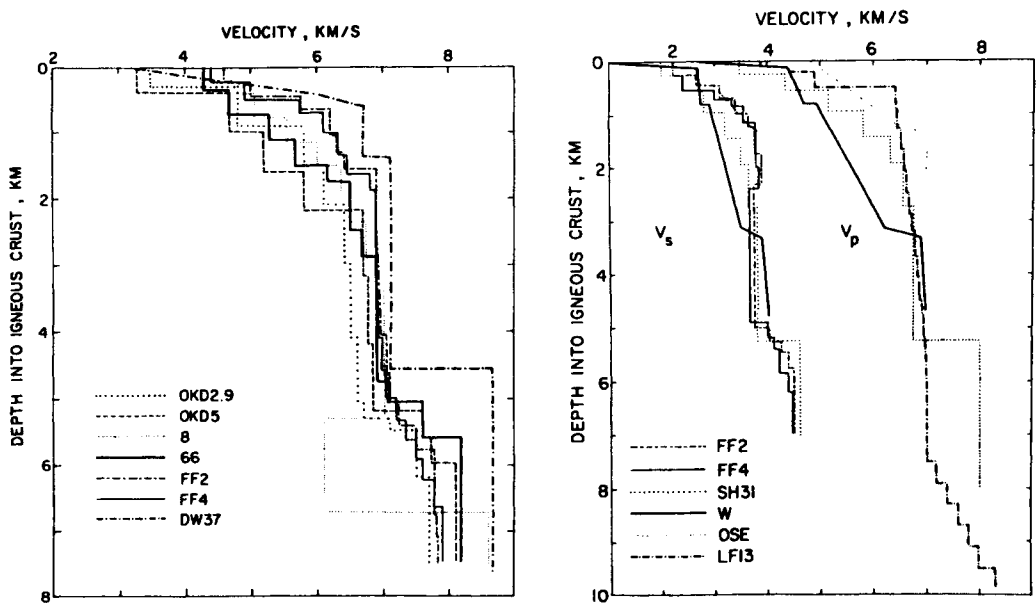 VELOCITY , KM/S
2 4 6 8
0
2
4
6
8
DEPTH INTO IGNEOUS CRUST, KM
OKD2.9
OKD5
8
66
FF2
FF4
DW37
VELOCITY , KM/S
2 4 6 8
0
2
4
6
8
10
DEPTH INTO IGNEOUS CRUST , KM
Vs
Vp
FF2
FF4
SH31
W
OSE
LF13